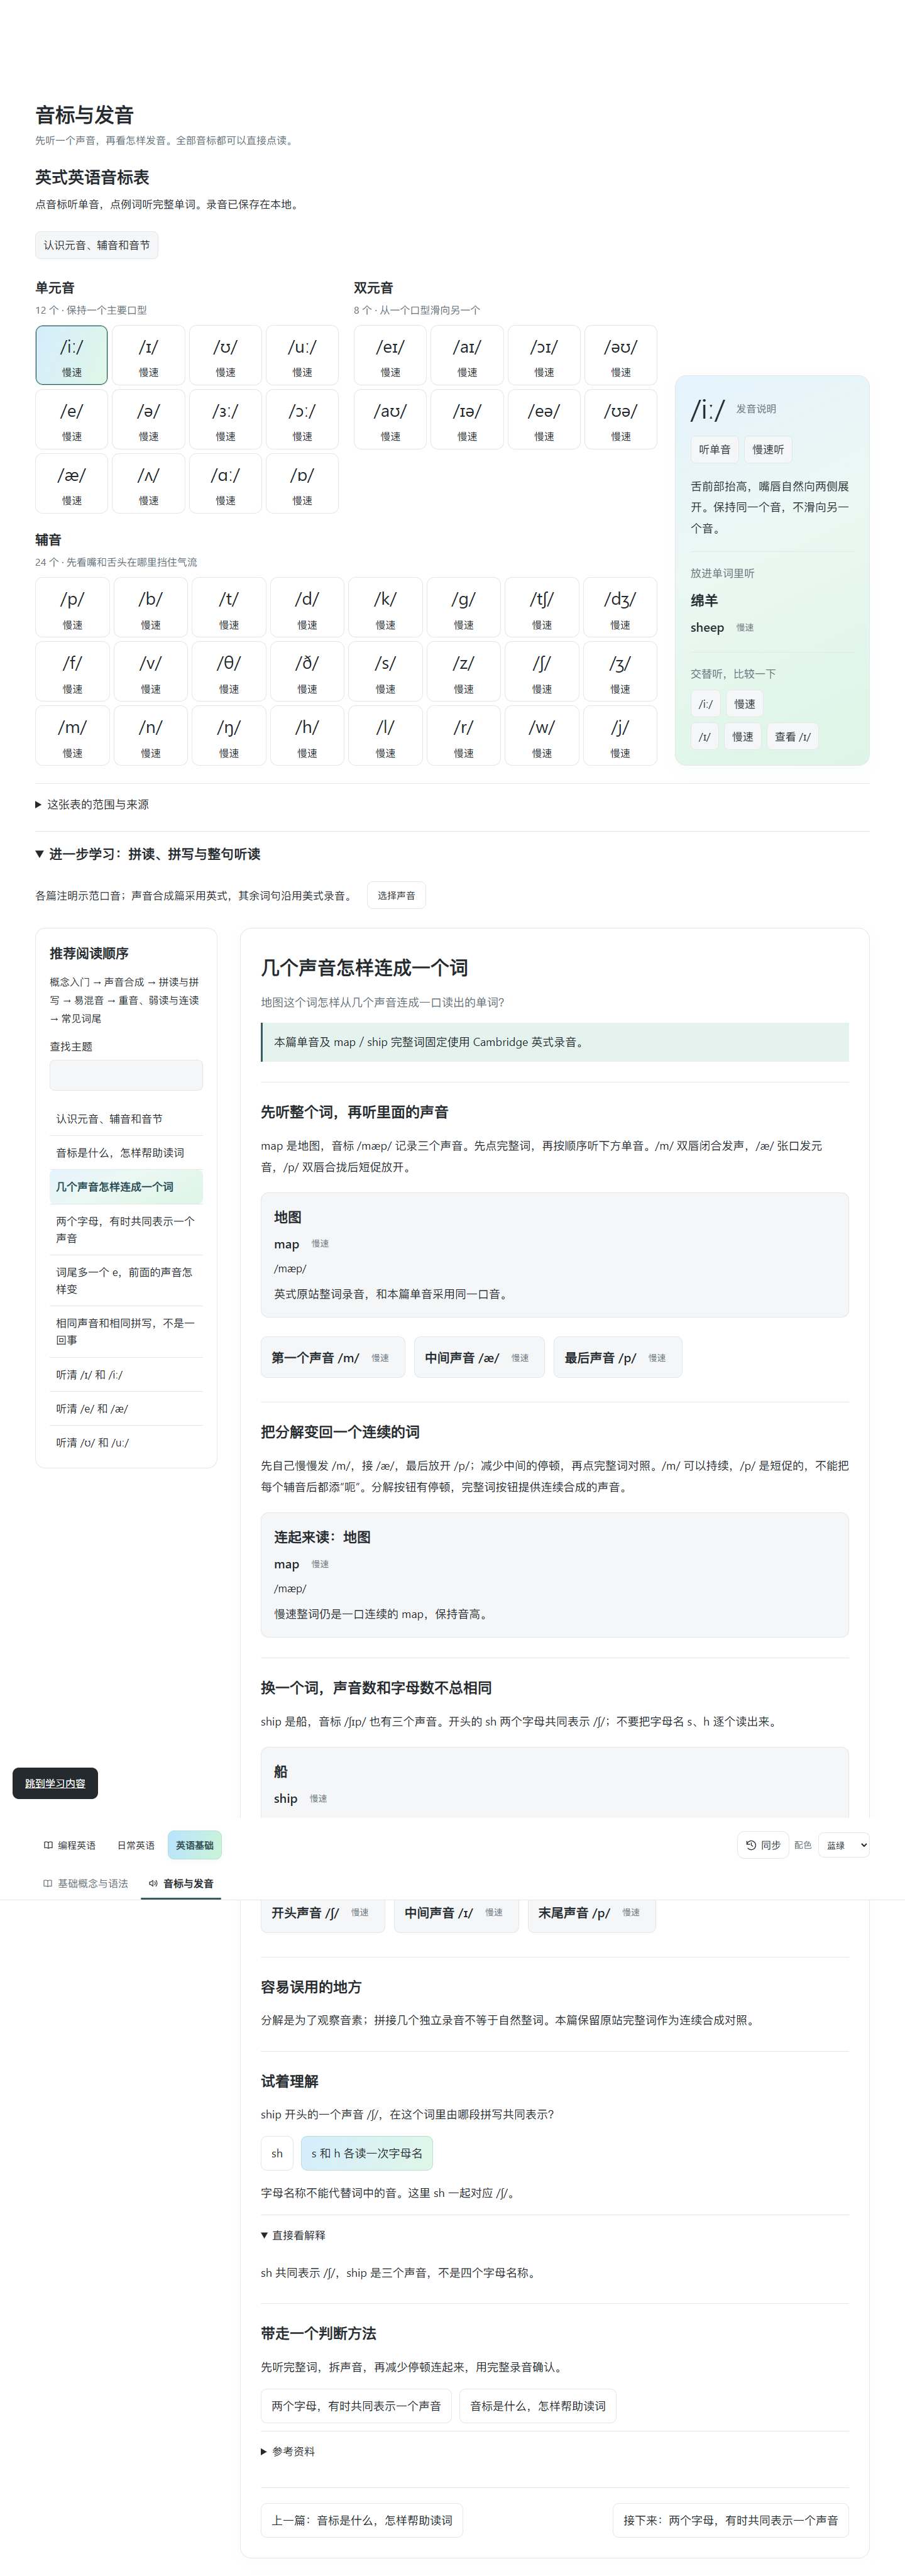 音标与发音
先听一个声音，再看怎样发音。全部音标都可以直接点读。
英式英语音标表
点音标听单音，点例词听完整单词。录音已保存在本地。
认识元音、辅音和音节
单元音
12 个 · 保持一个主要口型
/iː/ /ɪ/ /ʊ/ /uː/
慢速 慢速 慢速 慢速
/e/ /ə/ /ɜː/ /ɔː/
慢速 慢速 慢速 慢速
/æ/ /ʌ/ /ɑː/ /ɒ/
慢速 慢速 慢速 慢速
双元音
8 个 · 从一个口型滑向另一个
/eɪ/ /aɪ/ /ɔɪ/ /əʊ/
慢速 慢速 慢速 慢速
/aʊ/ /ɪə/ /eə/ /ʊə/
慢速 慢速 慢速 慢速
辅音
24 个 · 先看嘴和舌头在哪里挡住气流
/p/ /b/ /t/ /d/ /k/ /g/ /tʃ/ /dʒ/
慢速 慢速 慢速 慢速 慢速 慢速 慢速 慢速
/f/ /v/ /θ/ /ð/ /s/ /z/ /ʃ/ /ʒ/
慢速 慢速 慢速 慢速 慢速 慢速 慢速 慢速
/m/ /n/ /ŋ/ /h/ /l/ /r/ /w/ /j/
慢速 慢速 慢速 慢速 慢速 慢速 慢速 慢速
/iː/ 发音说明
听单音 慢速听
舌前部抬高，嘴唇自然向两侧展
开。保持同一个音，不滑向另一
个音。
放进单词里听
绵羊
sheep 慢速
交替听，比较一下
/iː/ 慢速
/ɪ/ 慢速 查看 /ɪ/
▶ 这张表的范围与来源
▼ 进一步学习：拼读、拼写与整句听读
各篇注明示范口音；声音合成篇采用英式，其余词句沿用美式录音。 选择声音
推荐阅读顺序
概念入门 → 声音合成 → 拼读与拼
写 → 易混音 → 重音、弱读与连读
→ 常见词尾
查找主题
认识元音、辅音和音节
音标是什么，怎样帮助读词
几个声音怎样连成一个词
两个字母，有时共同表示一个
声音
词尾多一个 e，前面的声音怎
样变
相同声音和相同拼写，不是一
回事
听清 /ɪ/ 和 /iː/
听清 /e/ 和 /æ/
听清 /ʊ/ 和 /uː/
几个声音怎样连成一个词
地图这个词怎样从几个声音连成一口读出的单词？
本篇单音及 map / ship 完整词固定使用 Cambridge 英式录音。
先听整个词，再听里面的声音
map 是地图，音标 /mæp/ 记录三个声音。先点完整词，再按顺序听下方单音。/m/ 双唇闭合发声，/æ/ 张口发元
音，/p/ 双唇合拢后短促放开。
地图
map 慢速
/mæp/
英式原站整词录音，和本篇单音采用同一口音。
第一个声音 /m/ 慢速 中间声音 /æ/ 慢速 最后声音 /p/ 慢速
把分解变回一个连续的词
先自己慢慢发 /m/，接 /æ/，最后放开 /p/；减少中间的停顿，再点完整词对照。/m/ 可以持续，/p/ 是短促的，不能把
每个辅音后都添“呃”。分解按钮有停顿，完整词按钮提供连续合成的声音。
连起来读：地图
map 慢速
/mæp/
慢速整词仍是一口连续的 map，保持音高。
换一个词，声音数和字母数不总相同
ship 是船，音标 /ʃɪp/ 也有三个声音。开头的 sh 两个字母共同表示 /ʃ/；不要把字母名 s、h 逐个读出来。
船
ship 慢速
跳到学习内容
编程英语 日常英语 英语基础 同步 配色 蓝绿
基础概念与语法 音标与发音
开头声音 /ʃ/ 慢速 中间声音 /ɪ/ 慢速 末尾声音 /p/ 慢速
容易误用的地方
分解是为了观察音素；拼接几个独立录音不等于自然整词。本篇保留原站完整词作为连续合成对照。
试着理解
ship 开头的一个声音 /ʃ/，在这个词里由哪段拼写共同表示？
sh s 和 h 各读一次字母名
字母名称不能代替词中的音。这里 sh 一起对应 /ʃ/。
▼ 直接看解释
sh 共同表示 /ʃ/，ship 是三个声音，不是四个字母名称。
带走一个判断方法
先听完整词，拆声音，再减少停顿连起来，用完整录音确认。
两个字母，有时共同表示一个声音 音标是什么，怎样帮助读词
▶ 参考资料
上一篇：音标是什么，怎样帮助读词 接下来：两个字母，有时共同表示一个声音